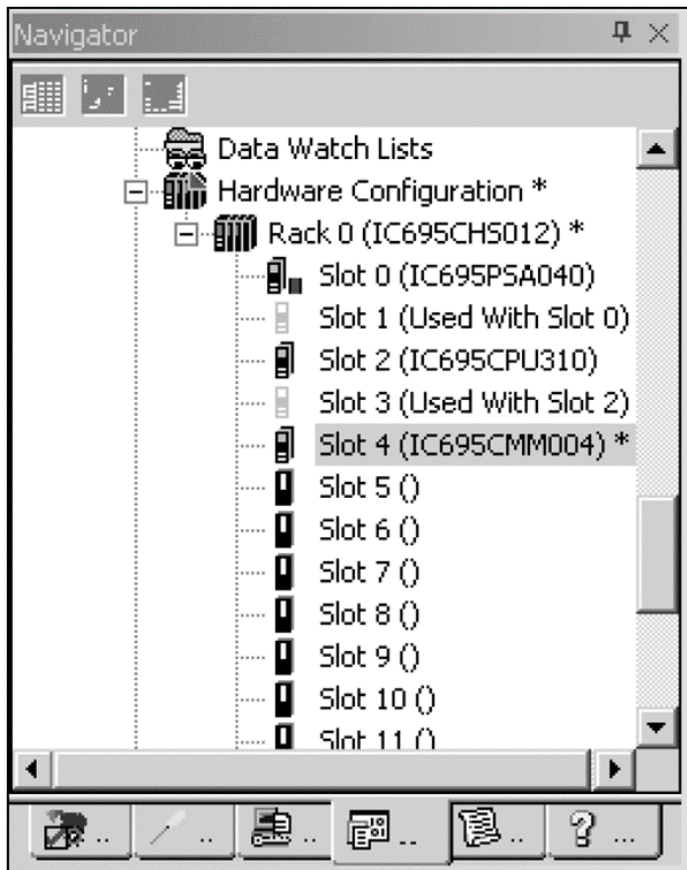 Navigator
Data Watch Lists
Hardware Configuration *
Rack 0 (IC695CHS012) *
Slot 0 (IC695PSA040)
Slot 1 (Used With Slot 0)
Slot 2 (IC695CPU310)
Slot 3 (Used With Slot 2)
Slot 4 (IC695CMM004) *
Slot 5 ()
Slot 6 ()
Slot 7 ()
Slot 8 ()
Slot 9 ()
Slot 10 ()
Slot 11 ()
.. .. .. .. .. ...